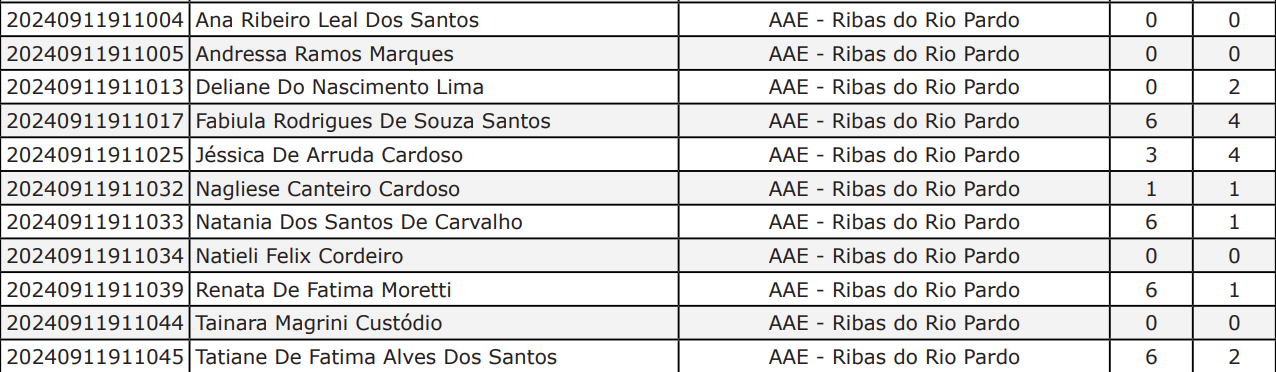 20240911911004 Ana Ribeiro Leal Dos Santos AAE - Ribas do Rio Pardo 0 0
20240911911005 Andressa Ramos Marques AAE - Ribas do Rio Pardo 0 0
20240911911013 Deliane Do Nascimento Lima AAE - Ribas do Rio Pardo 0 2
20240911911017 Fabiula Rodrigues De Souza Santos AAE - Ribas do Rio Pardo 6 4
20240911911025 Jéssica De Arruda Cardoso AAE - Ribas do Rio Pardo 3 4
20240911911032 Nagliese Canteiro Cardoso AAE - Ribas do Rio Pardo 1 1
20240911911033 Natania Dos Santos De Carvalho AAE - Ribas do Rio Pardo 6 1
20240911911034 Natieli Felix Cordeiro AAE - Ribas do Rio Pardo 0 0
20240911911039 Renata De Fatima Moretti AAE - Ribas do Rio Pardo 6 1
20240911911044 Tainara Magrini Custódio AAE - Ribas do Rio Pardo 0 0
20240911911045 Tatiane De Fatima Alves Dos Santos AAE - Ribas do Rio Pardo 6 2